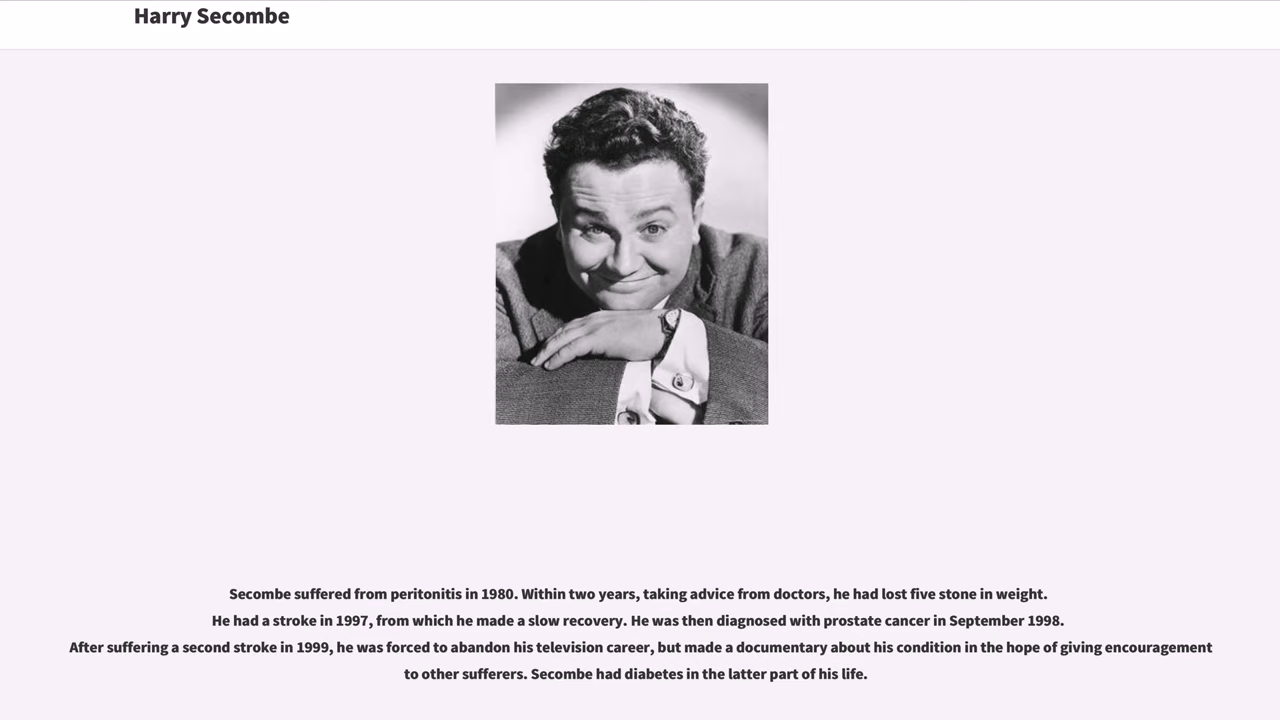 Harry Secombe
Secombe suffered from peritonitis in 1980. Within two years, taking advice from doctors, he had lost five stone in weight.
He had a stroke in 1997, from which he made a slow recovery. He was then diagnosed with prostate cancer in September 1998.
After suffering a second stroke in 1999, he was forced to abandon his television career, but made a documentary about his condition in the hope of giving encouragement
to other sufferers. Secombe had diabetes in the latter part of his life.